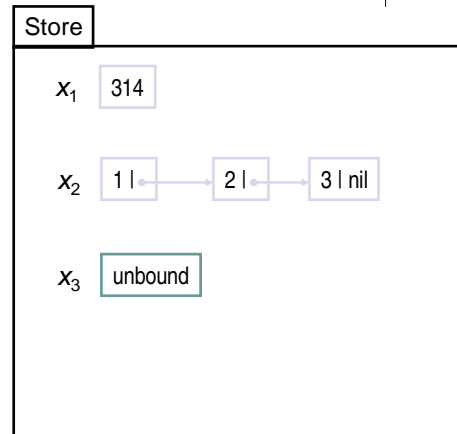 Store
x₁ 314
x₂ 1 | 2 | 3 | nil
x₃ unbound